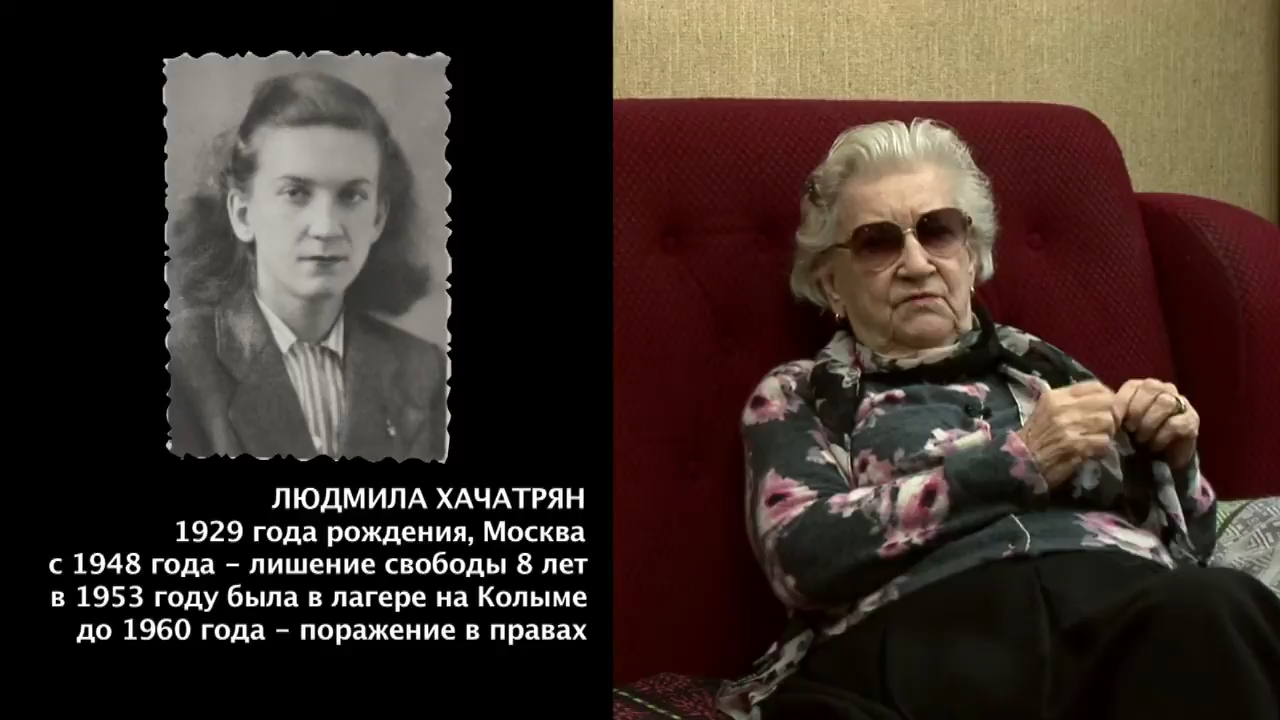 ЛЮДМИЛА ХАЧАТРЯН
1929 года рождения, Москва
с 1948 года – лишение свободы 8 лет
в 1953 году была в лагере на Колыме
до 1960 года – поражение в правах